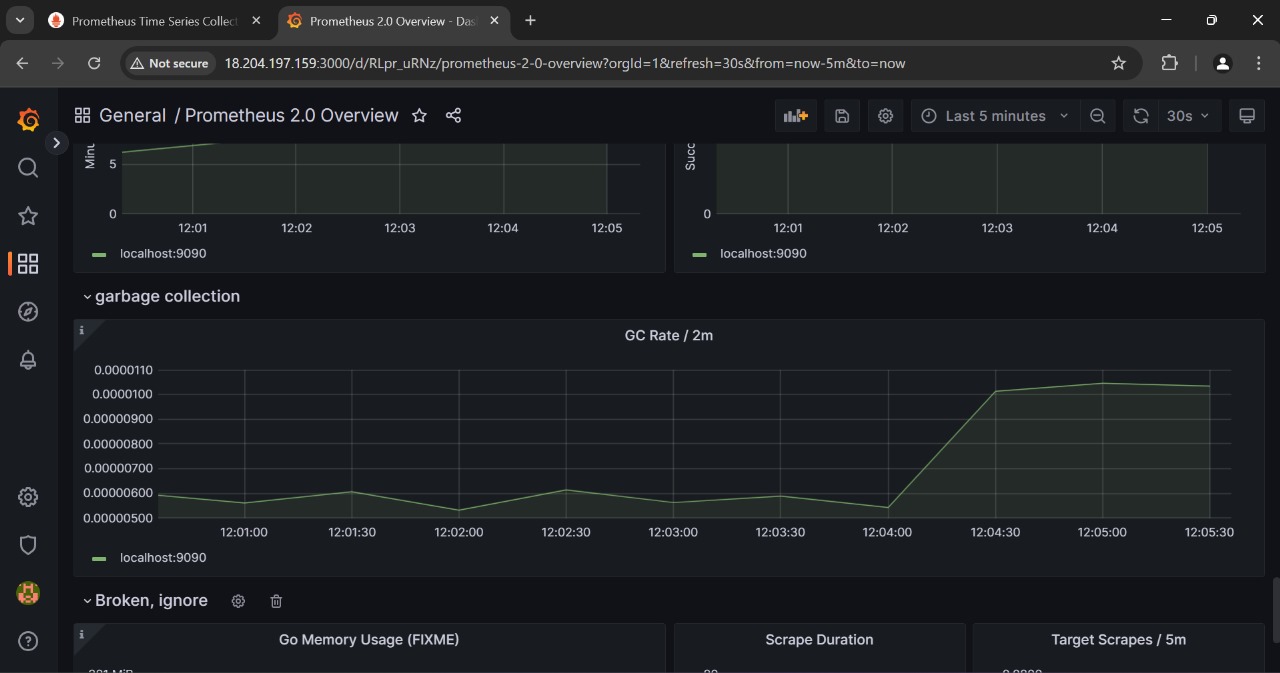 Prometheus Time Series Collect
Prometheus 2.0 Overview - Das
Not secure
18.204.197.159:3000/d/RLpr_uRNz/prometheus-2-0-overview?orgId=1&refresh=30s&from=now-5m&to=now
General / Prometheus 2.0 Overview
Last 5 minutes
30s
Minu
5
0
12:01 12:02 12:03 12:04 12:05
localhost:9090
Succ
0
12:01 12:02 12:03 12:04 12:05
localhost:9090
garbage collection
i
GC Rate / 2m
0.0000110
0.0000100
0.00000900
0.00000800
0.00000700
0.00000600
0.00000500
12:01:00 12:01:30 12:02:00 12:02:30 12:03:00 12:03:30 12:04:00 12:04:30 12:05:00 12:05:30
localhost:9090
Broken, ignore
i
Go Memory Usage (FIXME)
Scrape Duration
Target Scrapes / 5m